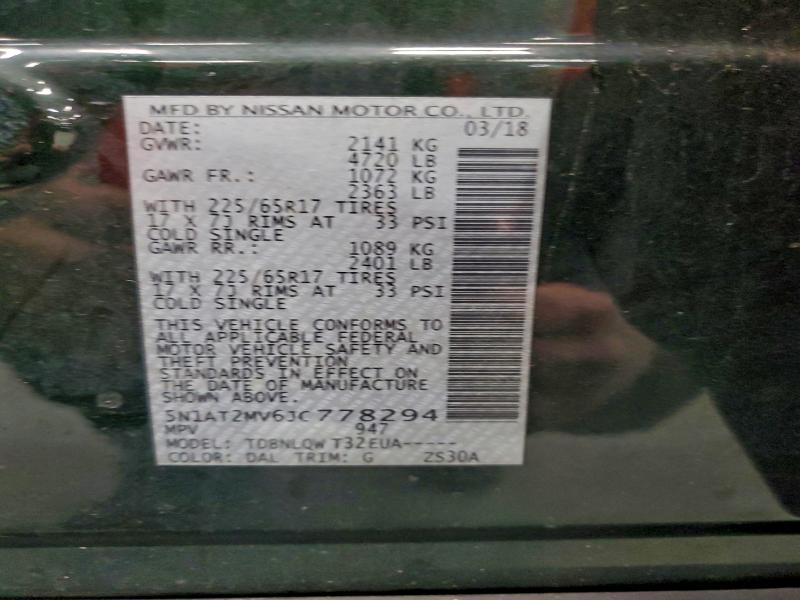 MFD BY NISSAN MOTOR CO., LTD.
DATE: 03/18
GVWR: 2141 KG
4720 LB
GAWR FR.: 1072 KG
2363 LB
WITH 225/65R17 TIRES
17 X 7J RIMS AT 33 PSI
COLD SINGLE
GAWR RR.: 1089 KG
2401 LB
WITH 225/65R17 TIRES
17 X 7J RIMS AT 33 PSI
COLD SINGLE
THIS VEHICLE CONFORMS TO
ALL APPLICABLE FEDERAL
MOTOR VEHICLE SAFETY AND
THEFT PREVENTION
STANDARDS IN EFFECT ON
THE DATE OF MANUFACTURE
SHOWN ABOVE.
5N1AT2MV6JC778294
MPV 947
MODEL: TDBNLQW T32EUA-----
COLOR: DAL TRIM: G ZS30A